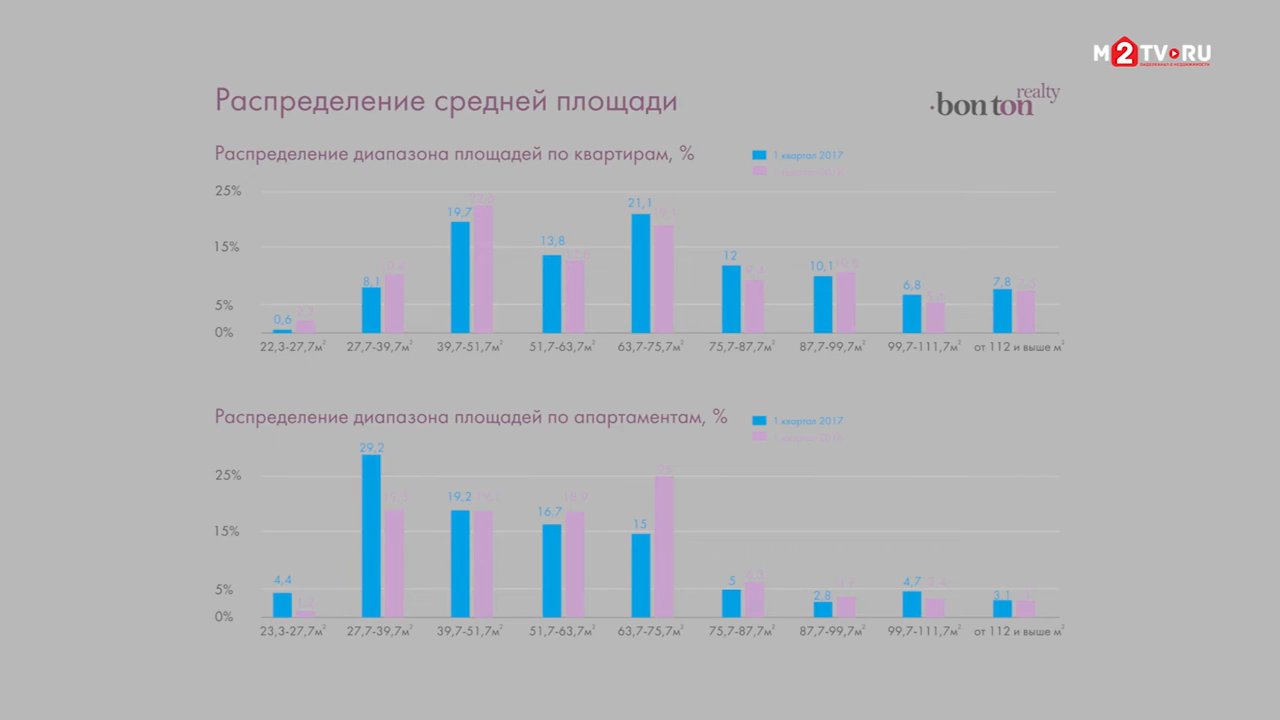 M2TV.RU
ВИДЕОКАНАЛ О НЕДВИЖИМОСТИ
Распределение средней площади
bon ton realty
Распределение диапазона площадей по квартирам, %
1 квартал 2017
25%
19,7
21,1
15%
13,8
12
10,1
8,1
6,8
7,8
5%
0,6
0%
22,3-27,7м² 27,7-39,7м² 39,7-51,7м² 51,7-63,7м² 63,7-75,7м² 75,7-87,7м² 87,7-99,7м² 99,7-111,7м² от 112 и выше м²
Распределение диапазона площадей по апартаментам, %
1 квартал 2017
29,2
25%
19,2
16,7
15
15%
4,4
5
2,8
4,7
3,1
5%
0%
23,3-27,7м² 27,7-39,7м² 39,7-51,7м² 51,7-63,7м² 63,7-75,7м² 75,7-87,7м² 87,7-99,7м² 99,7-111,7м² от 112 и выше м²